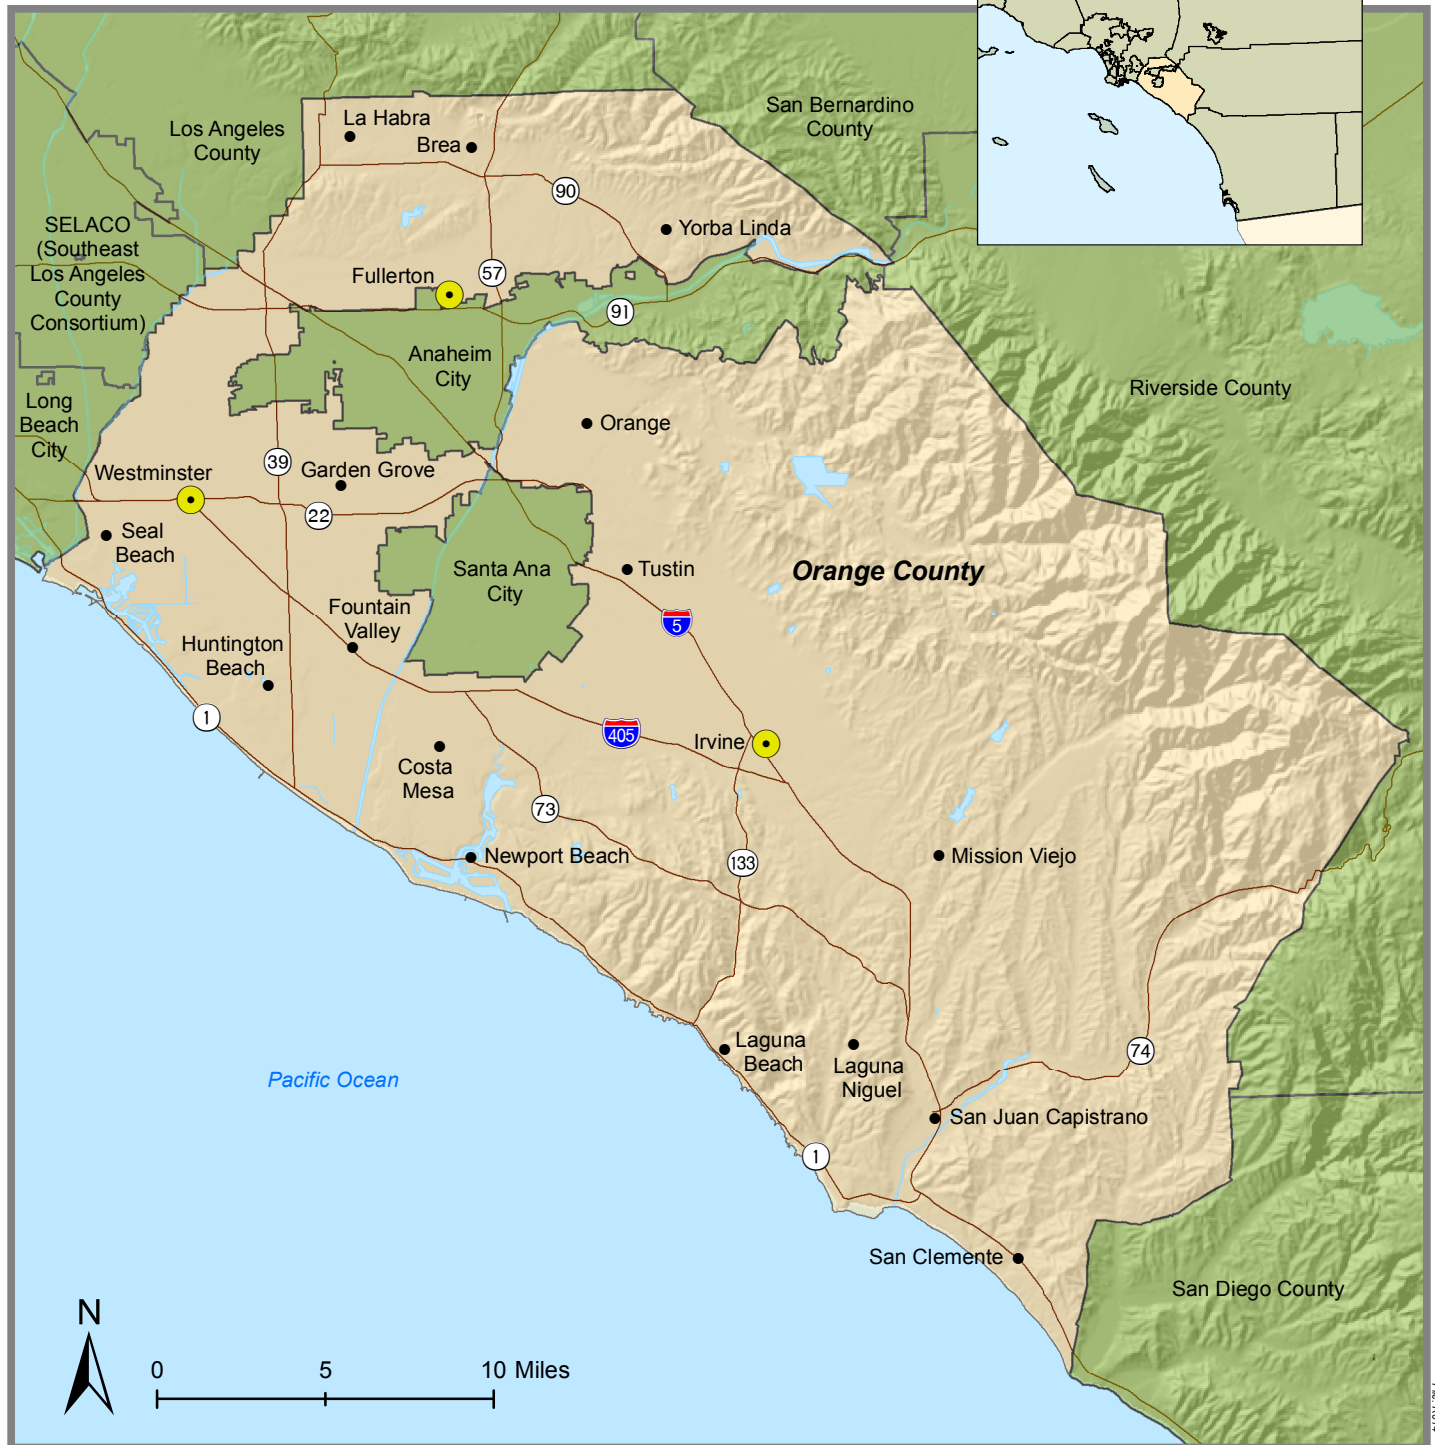 San Bernardino
County
La Habra
Los Angeles
County
Brea
90
SELACO
(Southeast
Los Angeles
County
Consortium)
Yorba Linda
Fullerton
57
91
Anaheim
City
Riverside County
Long
Beach
City
Orange
39
Garden Grove
Westminster
22
Seal
Beach
Santa Ana
City
Tustin
Orange County
Fountain
Valley
5
Huntington
Beach
1
405
Irvine
Costa
Mesa
73
Newport Beach
133
Mission Viejo
Laguna
Beach
Laguna
Niguel
74
Pacific Ocean
San Juan Capistrano
1
San Clemente
San Diego County
N
0 5 10 Miles